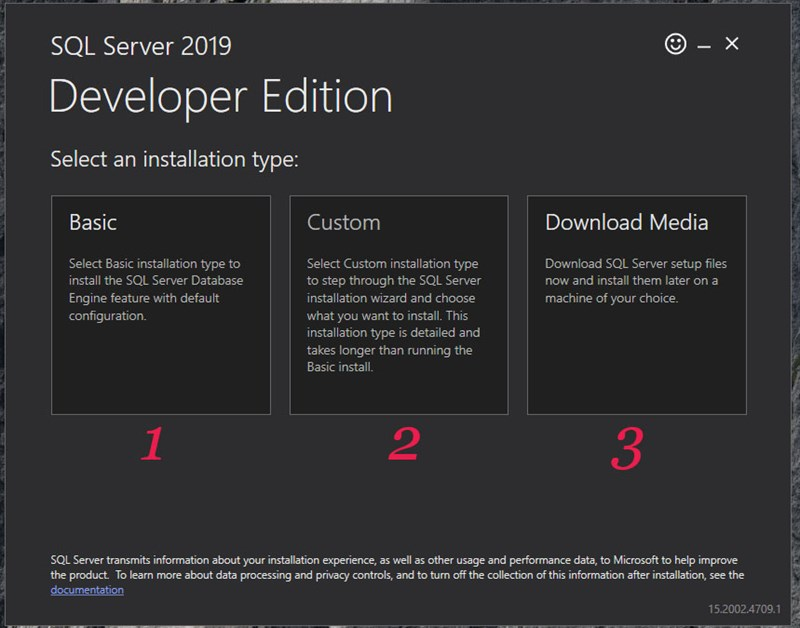 SQL Server 2019
Developer Edition
Select an installation type:
Basic
Select Basic installation type to
install the SQL Server Database
Engine feature with default
configuration.
Custom
Select Custom installation type
to step through the SQL Server
installation wizard and choose
what you want to install. This
installation type is detailed and
takes longer than running the
Basic install.
Download Media
Download SQL Server setup files
now and install them later on a
machine of your choice.
1
2
3
SQL Server transmits information about your installation experience, as well as other usage and performance data, to Microsoft to help improve
the product.  To learn more about data processing and privacy controls, and to turn off the collection of this information after installation, see the
documentation
15.2002.4709.1